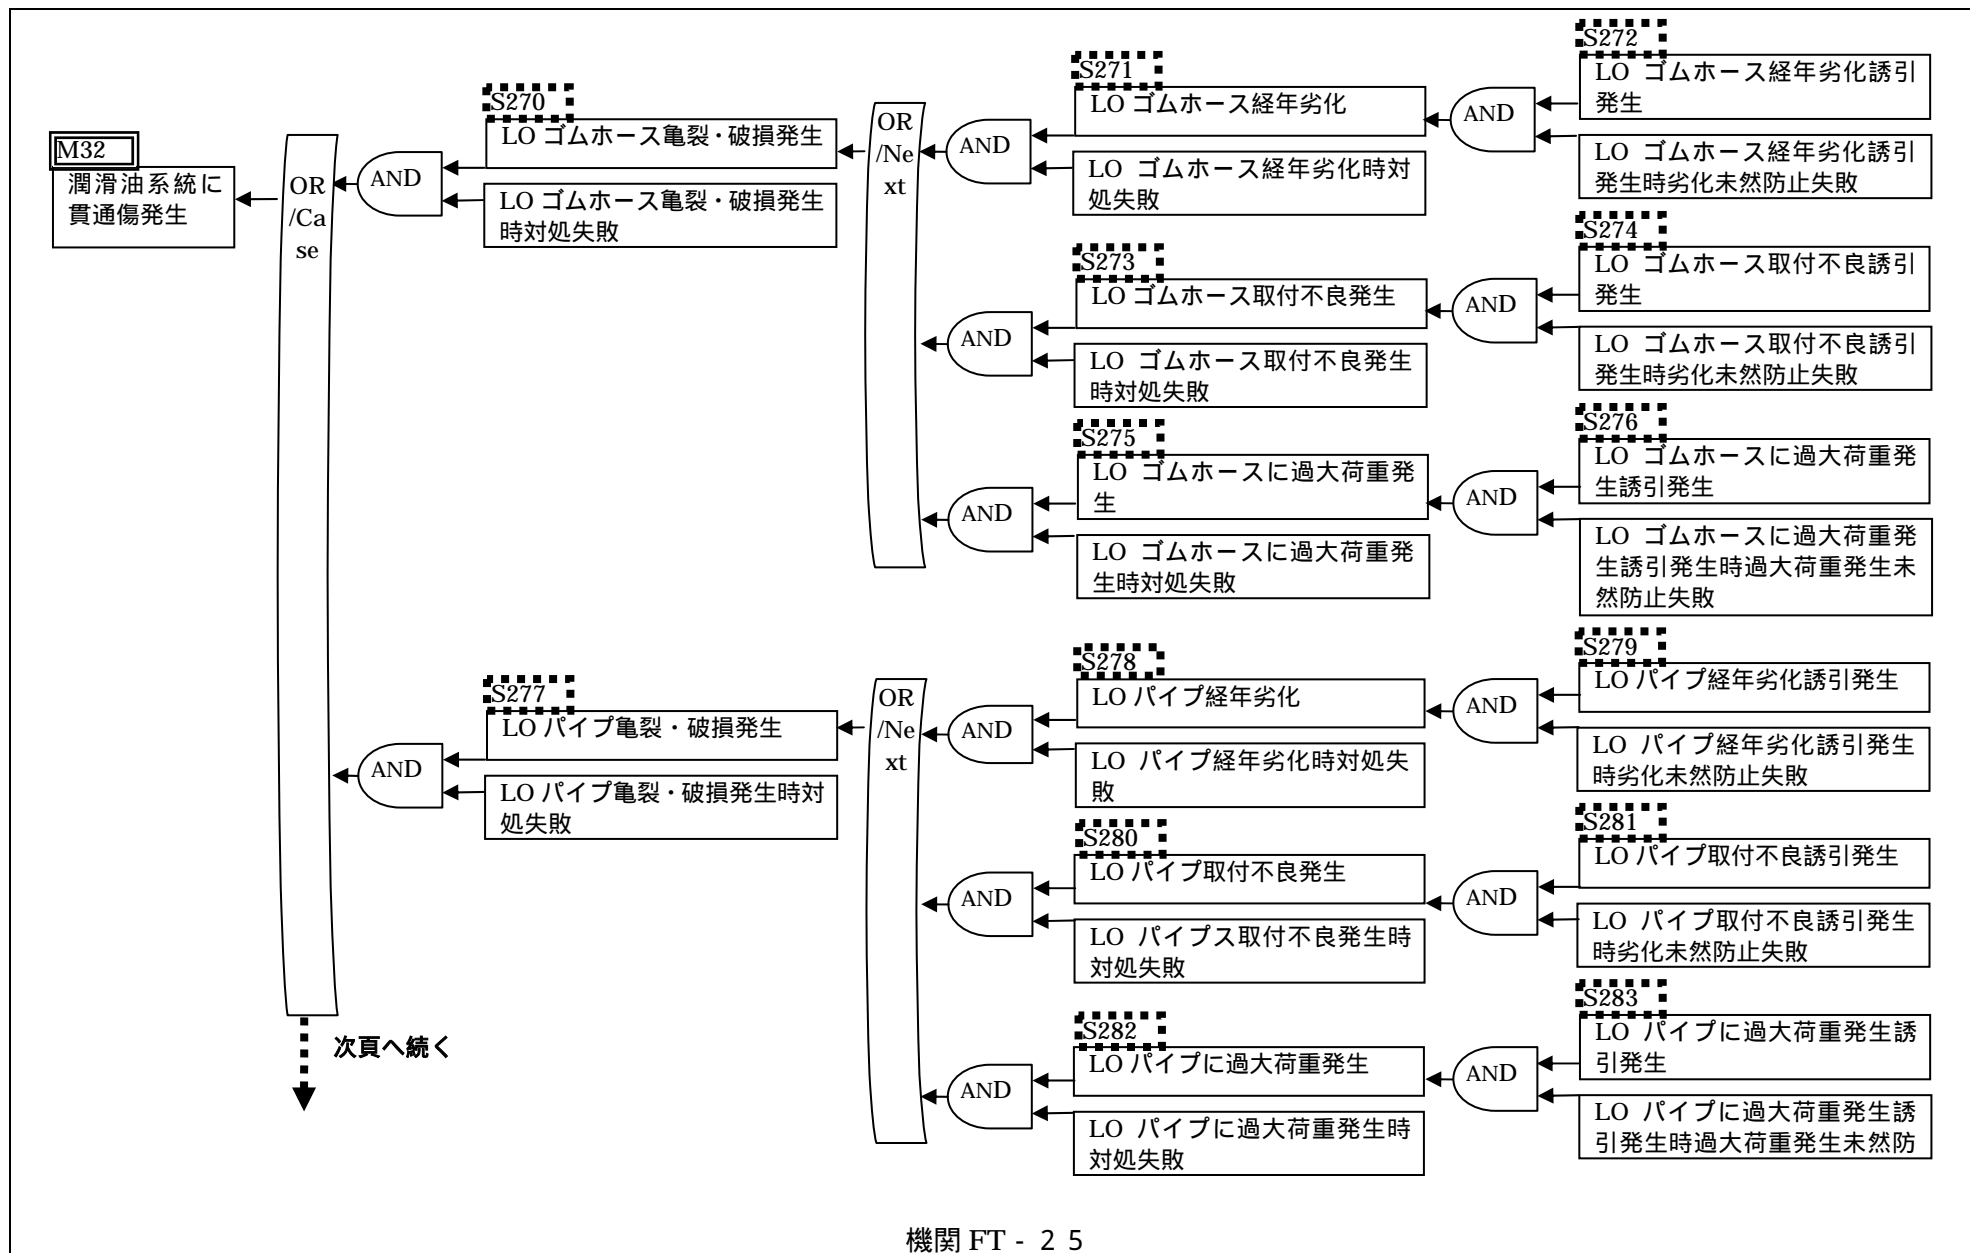 M32
潤滑油系統に
貫通傷発生
OR
/Ca
se
次頁へ続く
AND
S270
LO ゴムホース亀裂・破損発生
LO ゴムホース亀裂・破損発生
時対処失敗
OR
/Ne
xt
AND
S271
LO ゴムホース経年劣化
LO ゴムホース経年劣化時対
処失敗
AND
S272
LO ゴムホース経年劣化誘引
発生
LO ゴムホース経年劣化誘引
発生時劣化未然防止失敗
AND
S273
LO ゴムホース取付不良発生
LO ゴムホース取付不良発生
時対処失敗
AND
S274
LO ゴムホース取付不良誘引
発生
LO ゴムホース取付不良誘引
発生時劣化未然防止失敗
AND
S275
LO ゴムホースに過大荷重発
生
LO ゴムホースに過大荷重発
生時対処失敗
AND
S276
LO ゴムホースに過大荷重発
生誘引発生
LO ゴムホースに過大荷重発
生誘引発生時過大荷重発生未
然防止失敗
AND
S277
LO パイプ亀裂・破損発生
LO パイプ亀裂・破損発生時対
処失敗
OR
/Ne
xt
AND
S278
LO パイプ経年劣化
LO パイプ経年劣化時対処失
敗
AND
S279
LO パイプ経年劣化誘引発生
LO パイプ経年劣化誘引発生
時劣化未然防止失敗
AND
S280
LO パイプ取付不良発生
LO パイプス取付不良発生時
対処失敗
AND
S281
LO パイプ取付不良誘引発生
LO パイプ取付不良誘引発生
時劣化未然防止失敗
AND
S282
LO パイプに過大荷重発生
LO パイプに過大荷重発生時
対処失敗
AND
S283
LO パイプに過大荷重発生誘
引発生
LO パイプに過大荷重発生誘
引発生時過大荷重発生未然防
機関 FT - 25